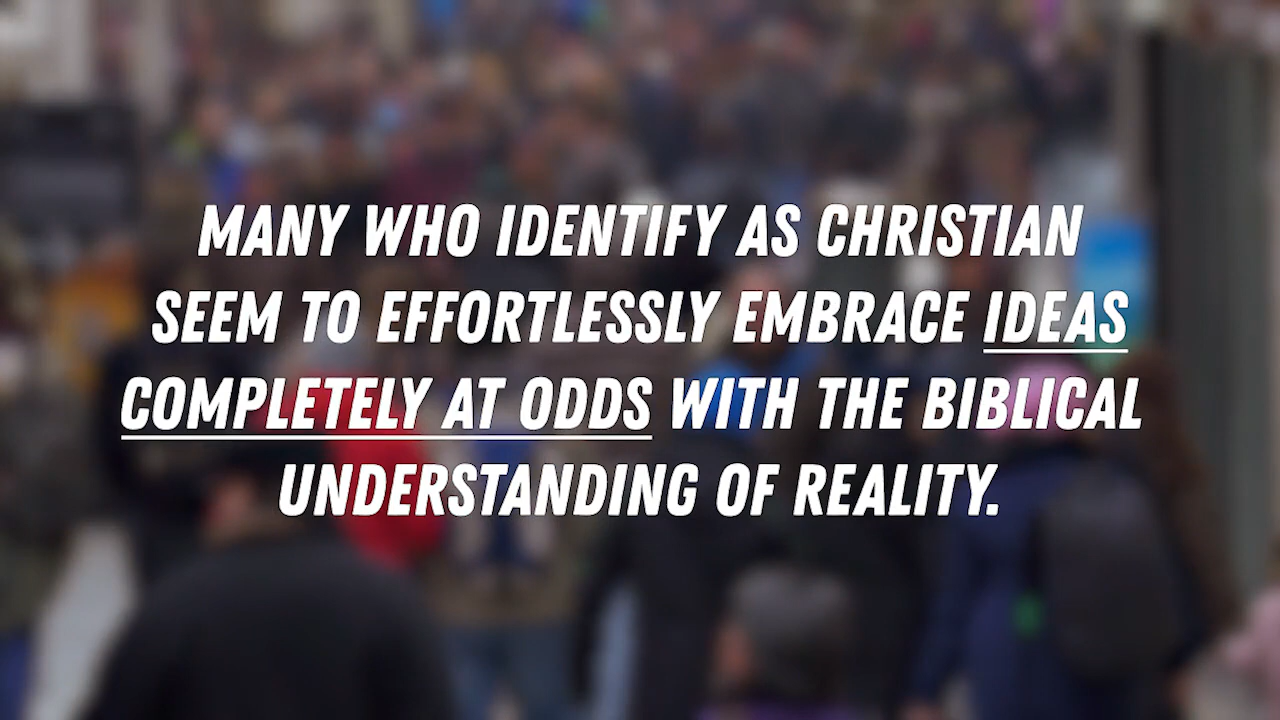 MANY WHO IDENTIFY AS CHRISTIAN
SEEM TO EFFORTLESSLY EMBRACE IDEAS
COMPLETELY AT ODDS WITH THE BIBLICAL
UNDERSTANDING OF REALITY.